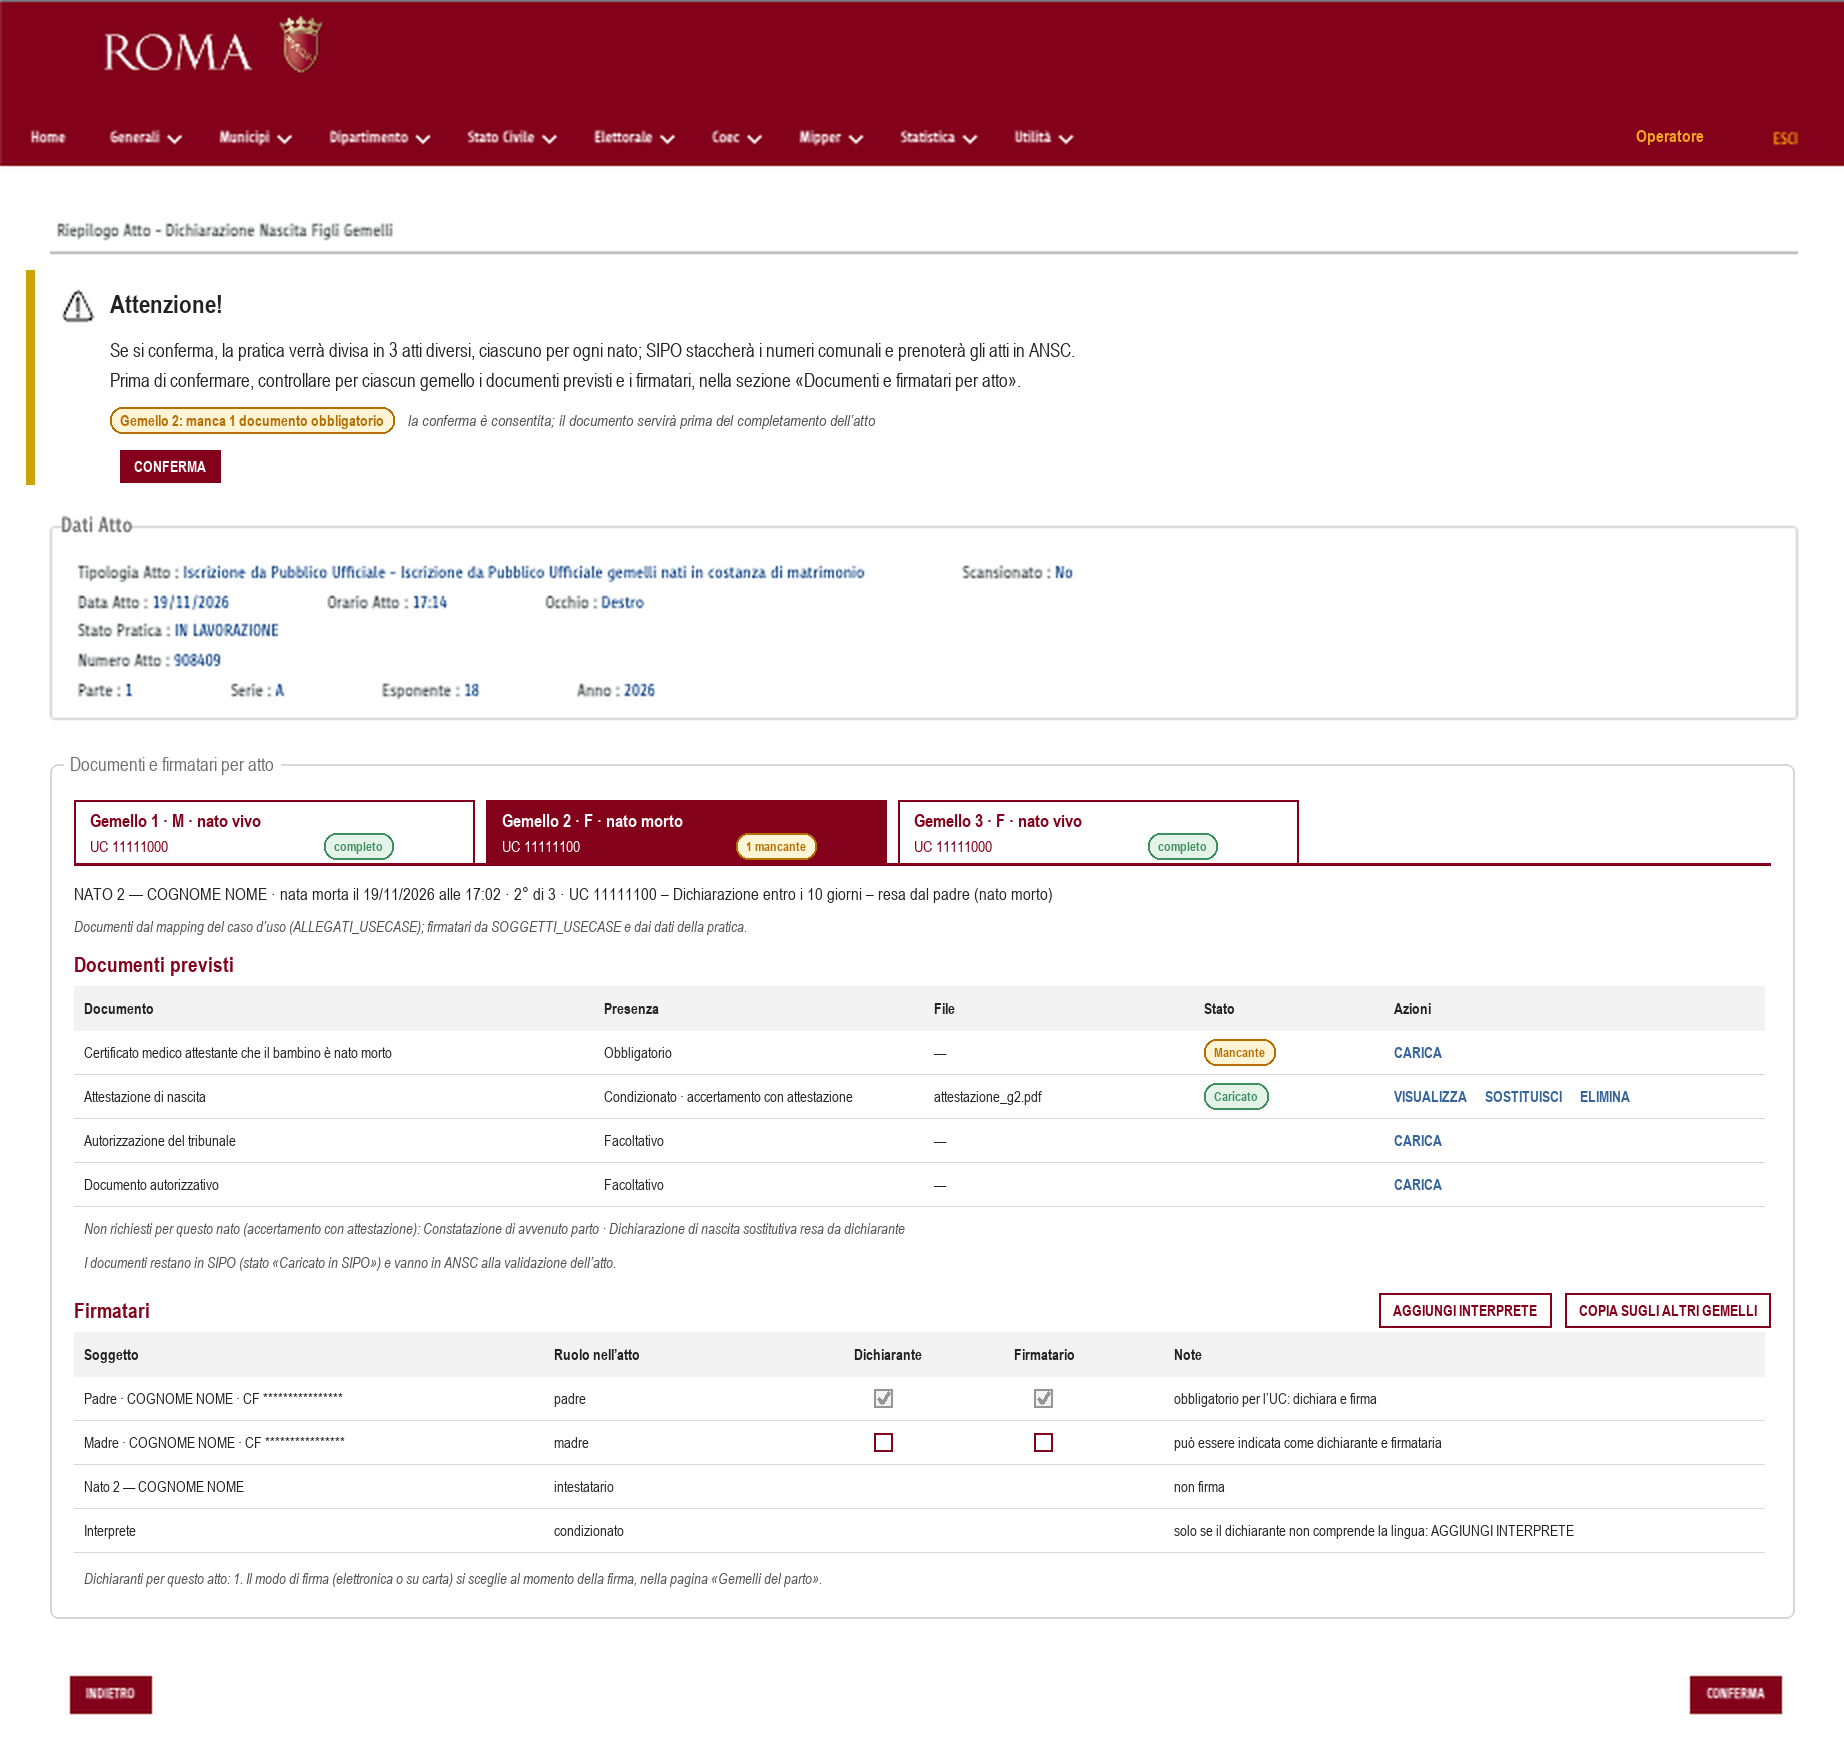 ROMA
Home Generali Municipi Dipartimento Stato Civile Elettorale Coec Mipper Statistica Utilità Operatore ESCI
Riepilogo Atto - Dichiarazione Nascita Figli Gemelli
Attenzione!
Se si conferma, la pratica verrà divisa in 3 atti diversi, ciascuno per ogni nato; SIPO staccherà i numeri comunali e prenoterà gli atti in ANSC.
Prima di confermare, controllare per ciascun gemello i documenti previsti e i firmatari, nella sezione «Documenti e firmatari per atto».
Gemello 2: manca 1 documento obbligatorio la conferma è consentita; il documento servirà prima del completamento dell'atto
CONFERMA
Dati Atto
Tipologia Atto : Iscrizione da Pubblico Ufficiale - Iscrizione da Pubblico Ufficiale gemelli nati in costanza di matrimonio Scansionato : No
Data Atto : 19/11/2026 Orario Atto : 17:14 Occhio : Destro
Stato Pratica : IN LAVORAZIONE
Numero Atto : 908409
Parte : 1 Serie : A Esponente : 18 Anno : 2026
Documenti e firmatari per atto
Gemello 1 · M · nato vivo Gemello 2 · F · nato morto Gemello 3 · F · nato vivo
UC 11111000 completo UC 11111100 1 mancante UC 11111000 completo
NATO 2 — COGNOME NOME · nata morta il 19/11/2026 alle 17:02 · 2° di 3 · UC 11111100 – Dichiarazione entro i 10 giorni – resa dal padre (nato morto)
Documenti dal mapping del caso d'uso (ALLEGATI_USECASE); firmatari da SOGGETTI_USECASE e dai dati della pratica.
Documenti previsti
Documento Presenza File Stato Azioni
Certificato medico attestante che il bambino è nato morto Obbligatorio — Mancante CARICA
Attestazione di nascita Condizionato · accertamento con attestazione attestazione_g2.pdf Caricato VISUALIZZA SOSTITUISCI ELIMINA
Autorizzazione del tribunale Facoltativo — CARICA
Documento autorizzativo Facoltativo — CARICA
Non richiesti per questo nato (accertamento con attestazione): Constatazione di avvenuto parto · Dichiarazione di nascita sostitutiva resa da dichiarante
I documenti restano in SIPO (stato «Caricato in SIPO») e vanno in ANSC alla validazione dell'atto.
Firmatari AGGIUNGI INTERPRETE COPIA SUGLI ALTRI GEMELLI
Soggetto Ruolo nell'atto Dichiarante Firmatario Note
Padre · COGNOME NOME · CF **************** padre obbligatorio per l'UC: dichiara e firma
Madre · COGNOME NOME · CF **************** madre può essere indicata come dichiarante e firmataria
Nato 2 — COGNOME NOME intestatario non firma
Interprete condizionato solo se il dichiarante non comprende la lingua: AGGIUNGI INTERPRETE
Dichiaranti per questo atto: 1. Il modo di firma (elettronica o su carta) si sceglie al momento della firma, nella pagina «Gemelli del parto».
INDIETRO CONFERMA